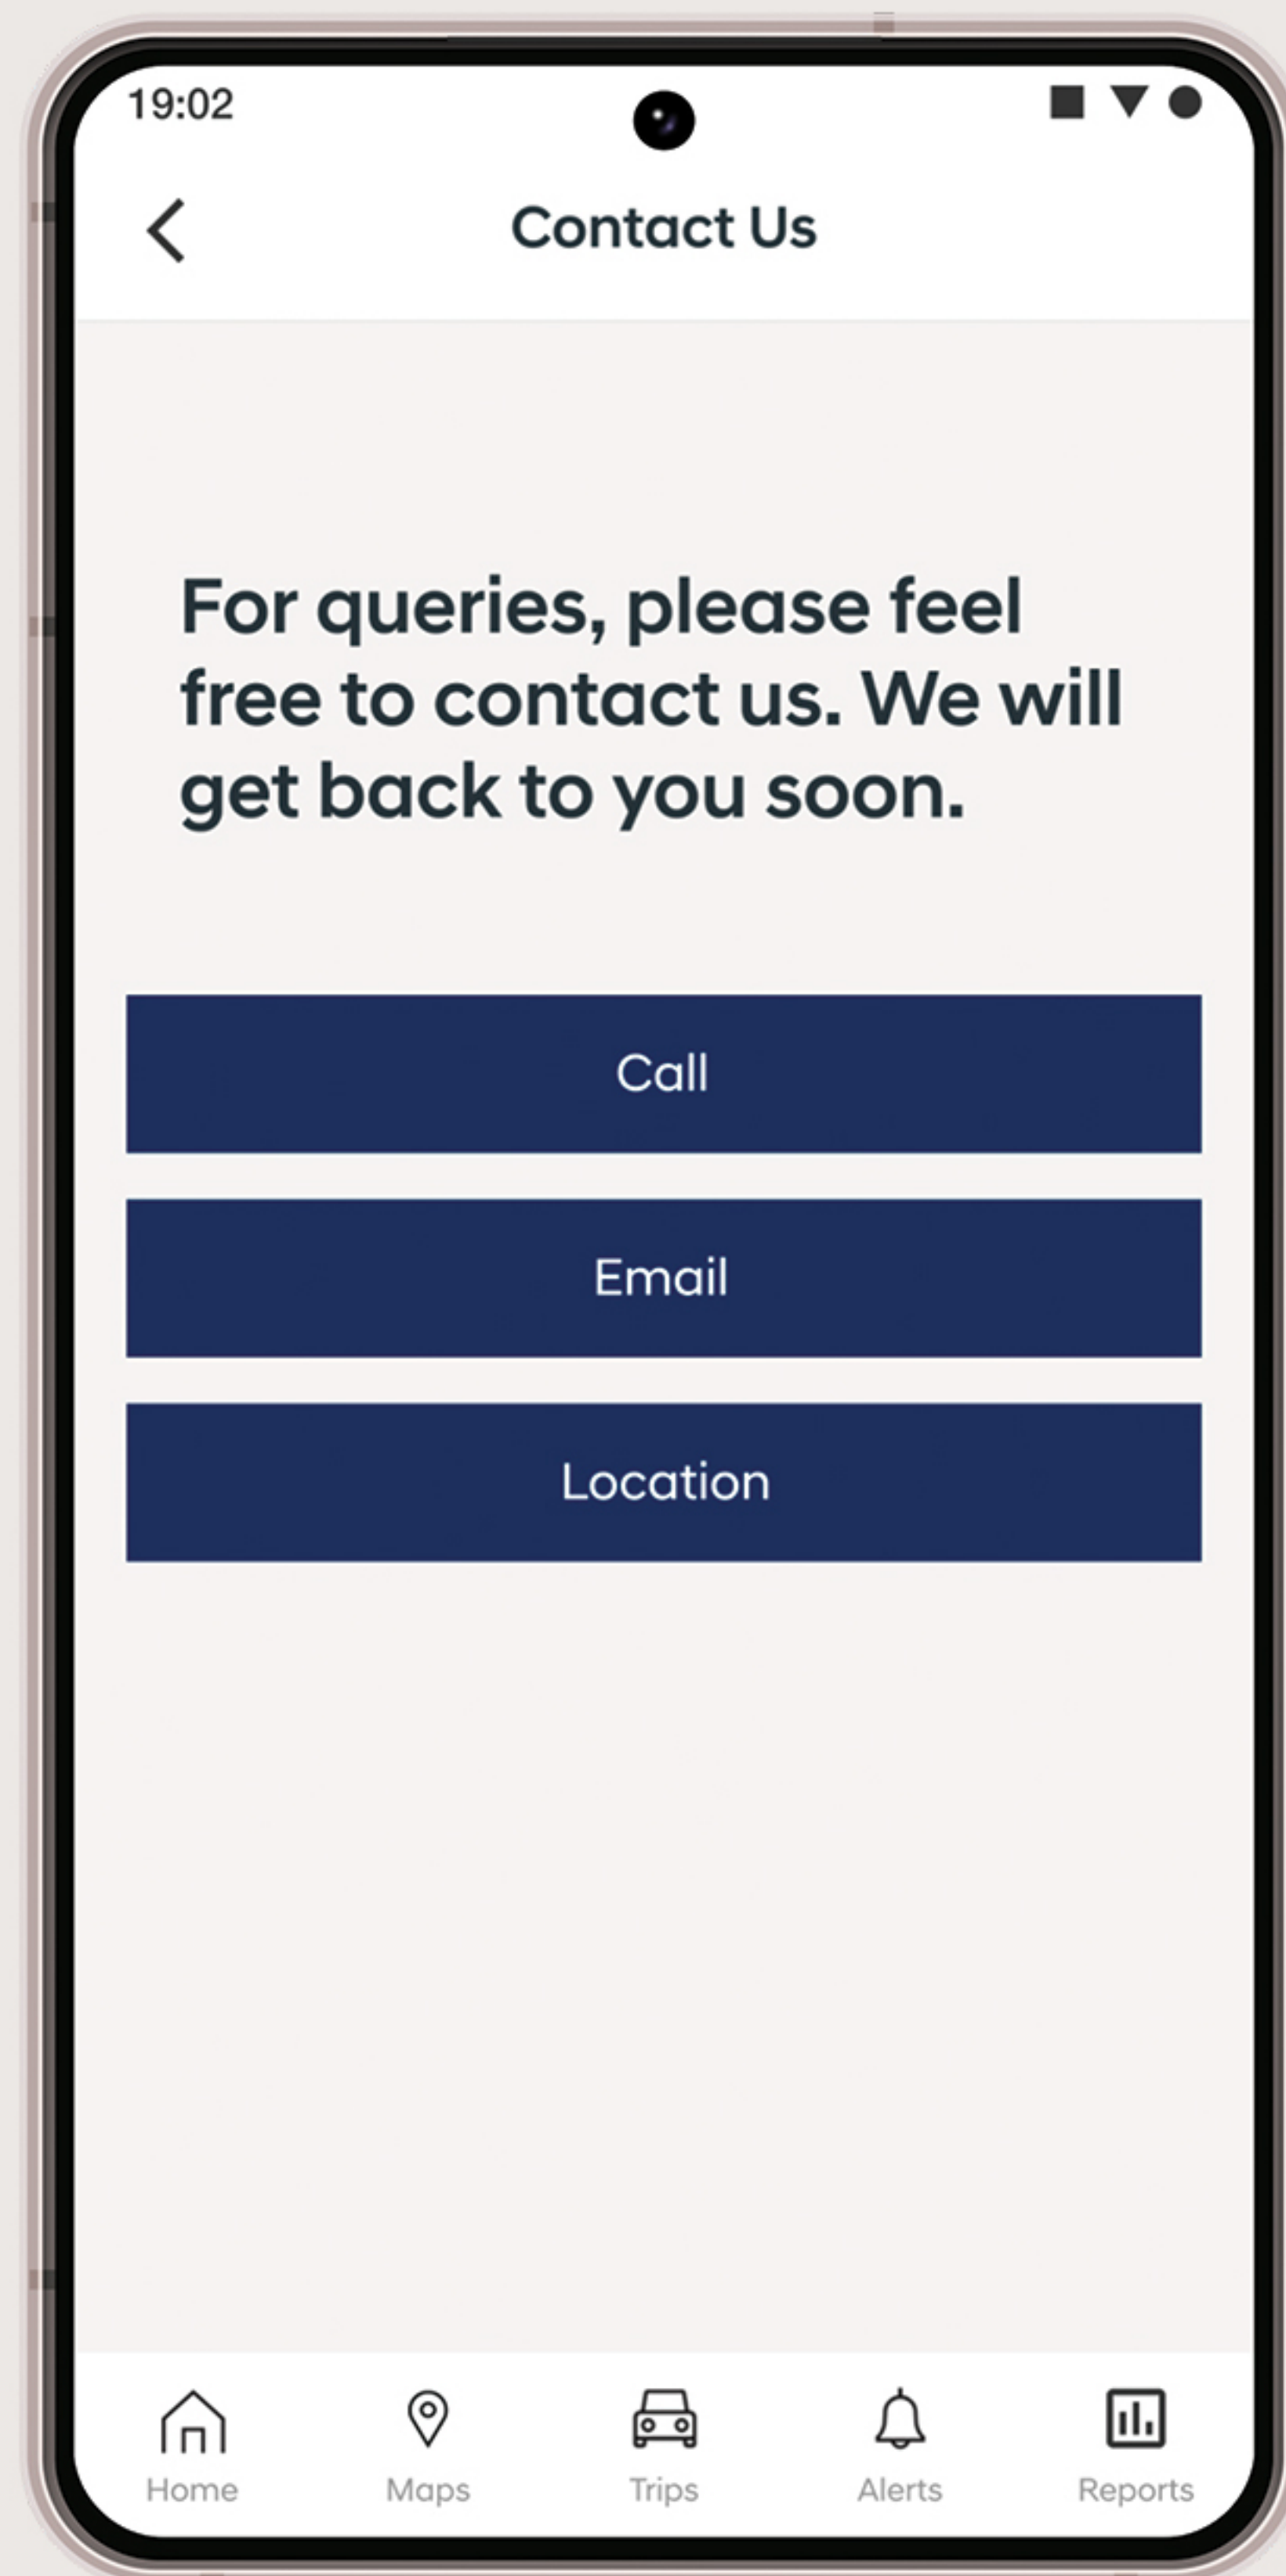 19:02
Contact Us
For queries, please feel
free to contact us. We will
get back to you soon.
Call
Email
Location
Home
Maps
Trips
Alerts
Reports